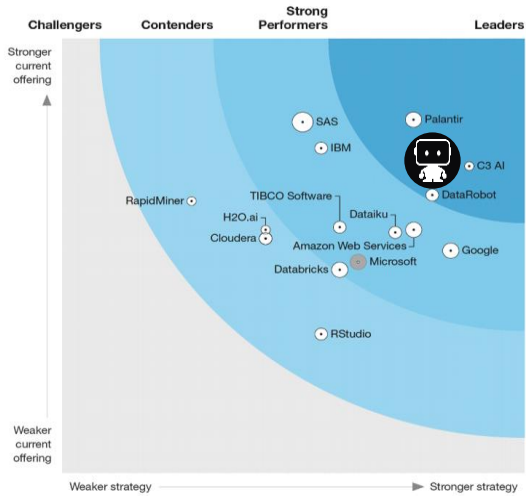 Challengers
Contenders
Strong
Performers
Leaders
Stronger
current
offering
Palantir
SAS
IBM
C3 AI
DataRobot
RapidMiner
TIBCO Software
H2O.ai
Dataiku
Cloudera
Amazon Web Services
Google
Microsoft
Databricks
RStudio
Weaker
current
offering
Weaker strategy
Stronger strategy